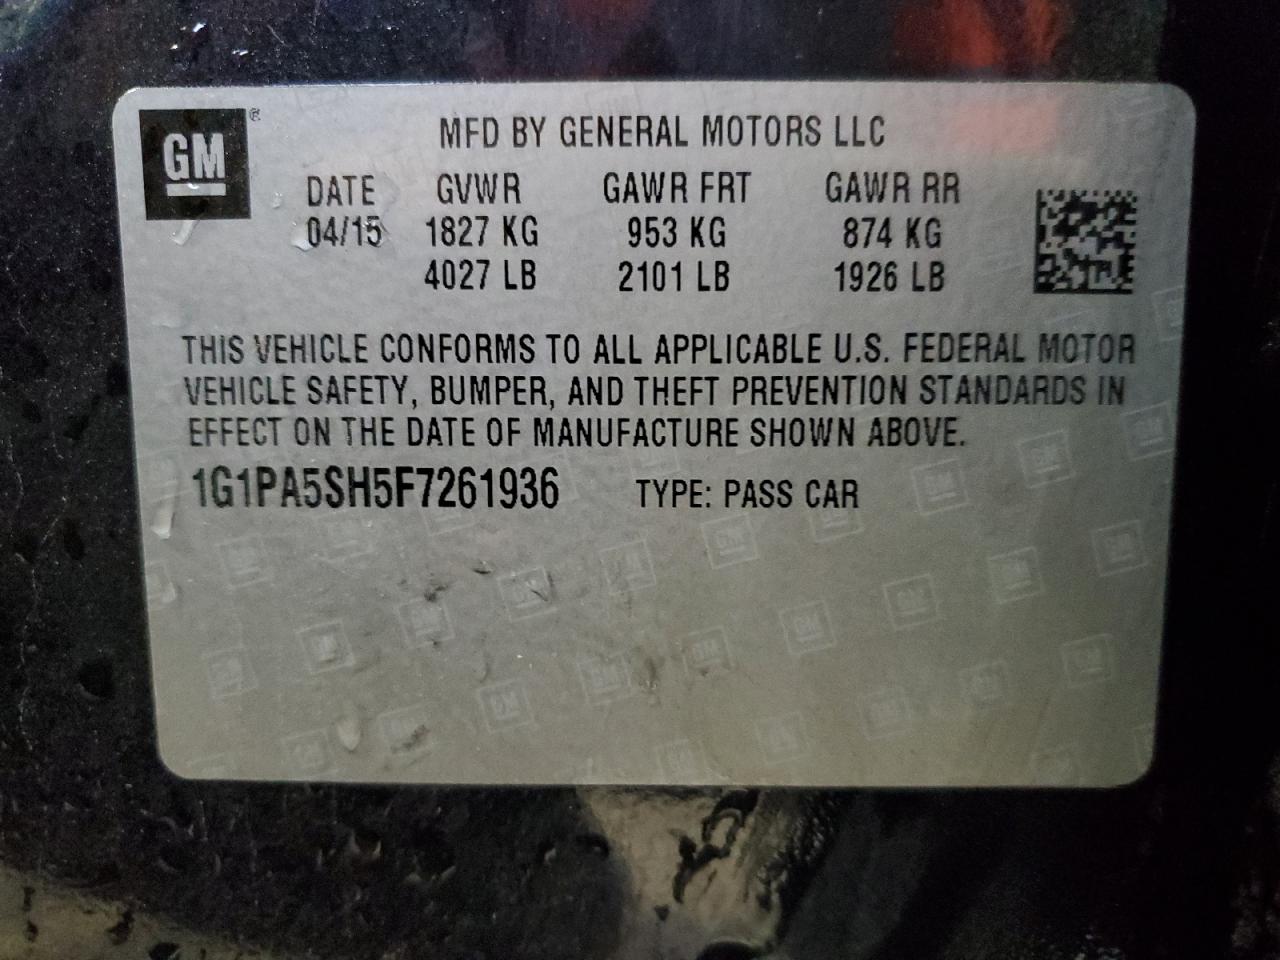 GM®
MFD BY GENERAL MOTORS LLC
DATE GVWR GAWR FRT GAWR RR
04/15 1827 KG 953 KG 874 KG
4027 LB 2101 LB 1926 LB
THIS VEHICLE CONFORMS TO ALL APPLICABLE U.S. FEDERAL MOTOR
VEHICLE SAFETY, BUMPER, AND THEFT PREVENTION STANDARDS IN
EFFECT ON THE DATE OF MANUFACTURE SHOWN ABOVE.
1G1PA5SH5F7261936 TYPE: PASS CAR